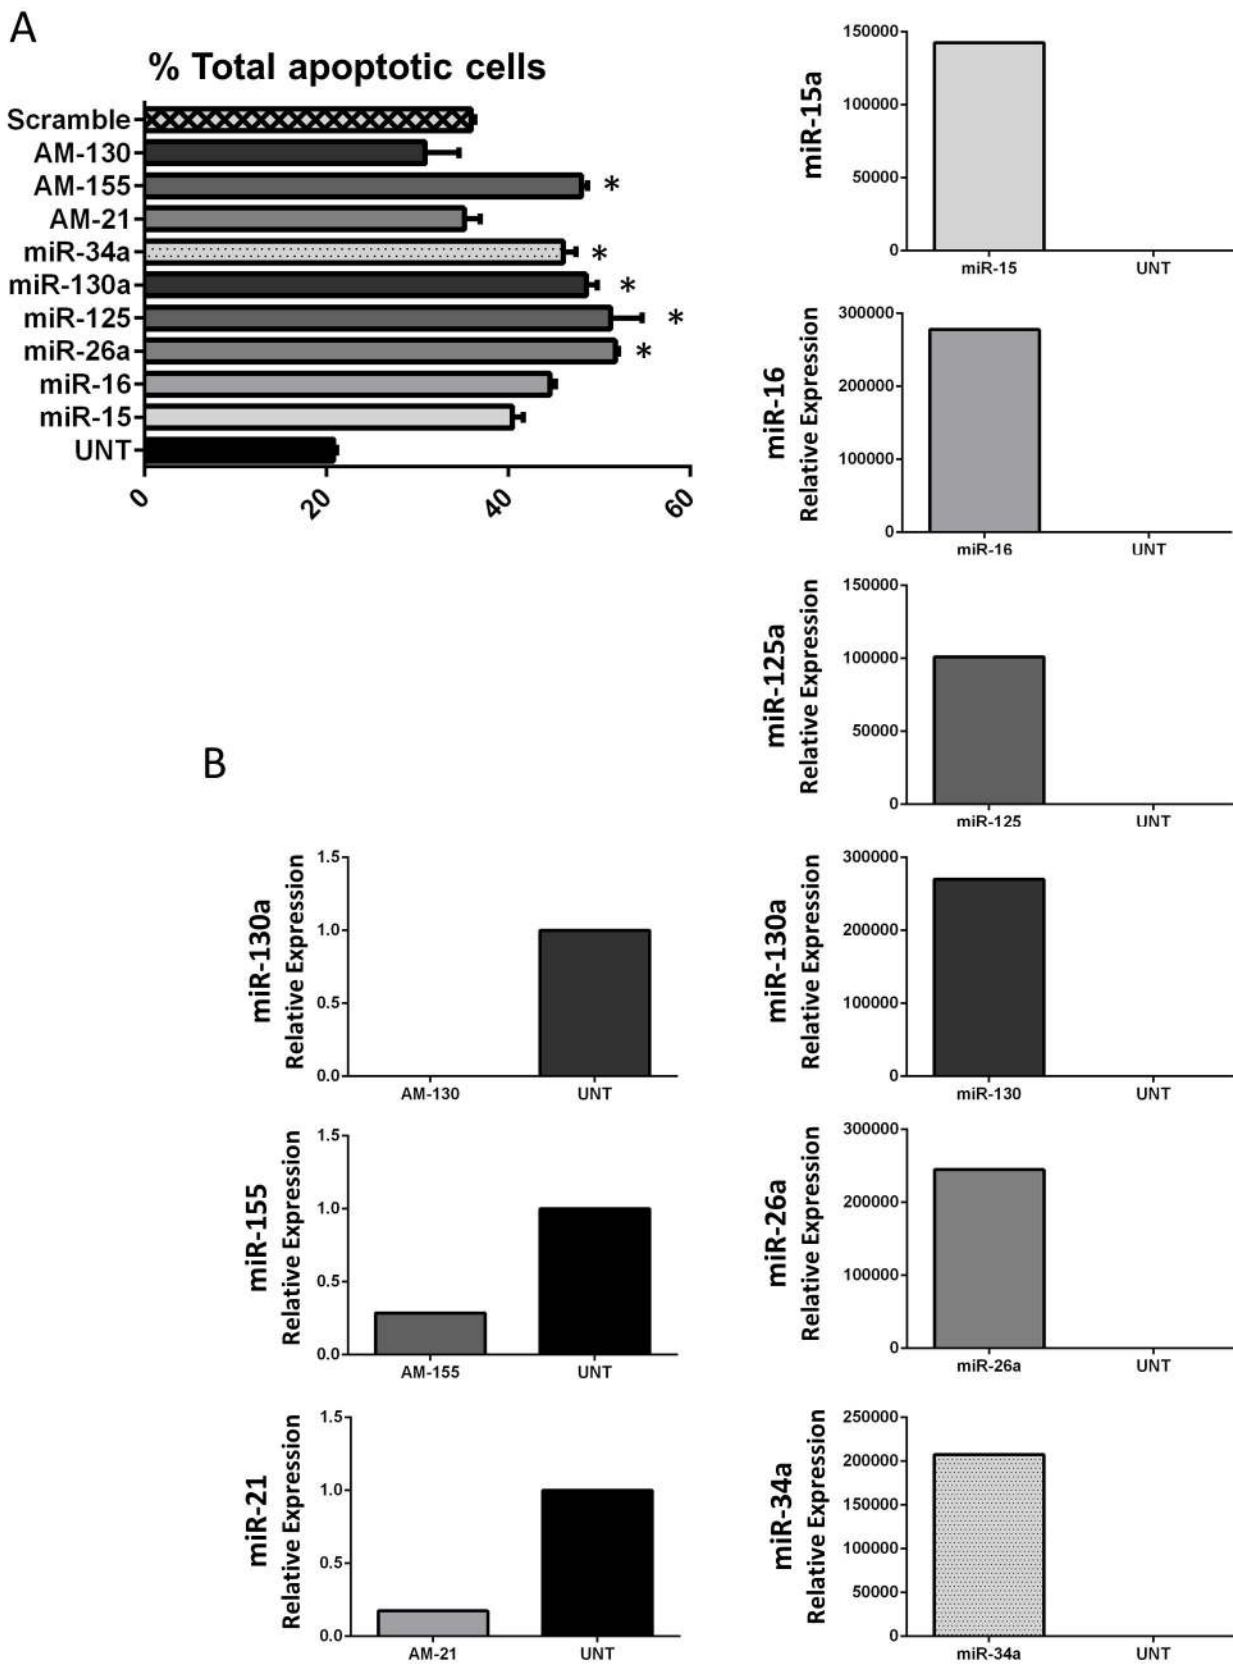 A
% Total apoptotic cells
Scramble
AM-130
AM-155 *
AM-21
miR-34a *
miR-130a *
miR-125 *
miR-26a *
miR-16
miR-15
UNT
0 20 40 60
miR-15a
150000
100000
50000
0
miR-15 UNT
miR-16
Relative Expression
300000
200000
100000
0
miR-16 UNT
miR-125a
Relative Expression
150000
100000
50000
0
miR-125 UNT
B
miR-130a
Relative Expression
1.5
1.0
0.5
0.0
AM-130 UNT
miR-130a
Relative Expression
300000
200000
100000
0
miR-130 UNT
miR-155
Relative Expression
1.5
1.0
0.5
0.0
AM-155 UNT
miR-26a
Relative Expression
300000
200000
100000
0
miR-26a UNT
miR-21
Relative Expression
1.5
1.0
0.5
0.0
AM-21 UNT
miR-34a
Relative Expression
250000
200000
150000
100000
50000
0
miR-34a UNT